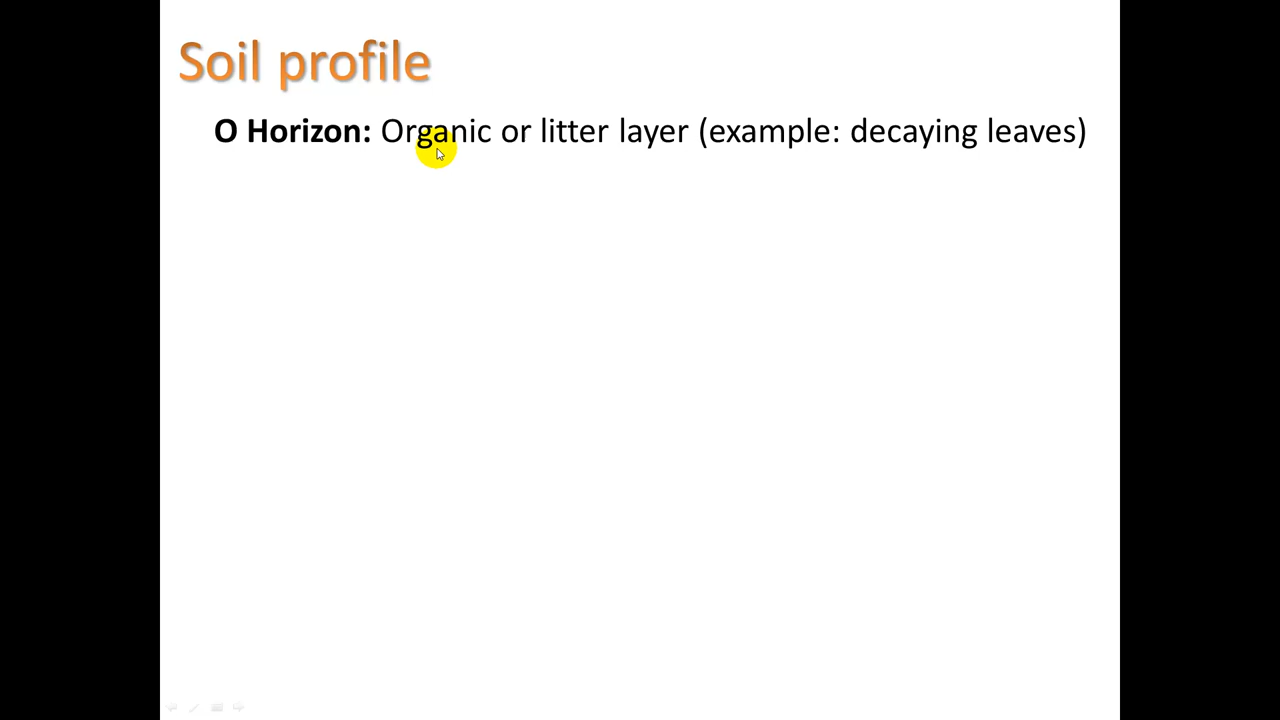 Soil profile
O Horizon: Organic or litter layer (example: decaying leaves)